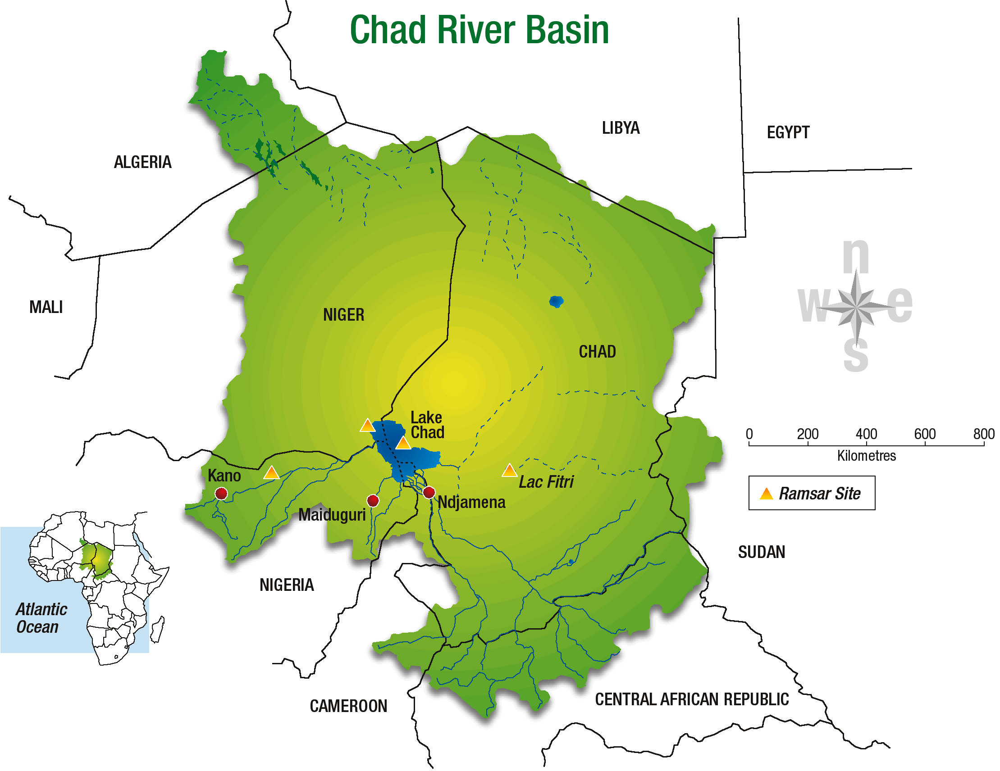 Chad River Basin
LIBYA
EGYPT
ALGERIA
n
w e
s
MALI
NIGER
CHAD
Lake
Chad
0 200 400 600 800
Kilometres
Kano
Lac Fitri
Ramsar Site
Ndjamena
Maiduguri
SUDAN
NIGERIA
Atlantic
Ocean
CAMEROON
CENTRAL AFRICAN REPUBLIC